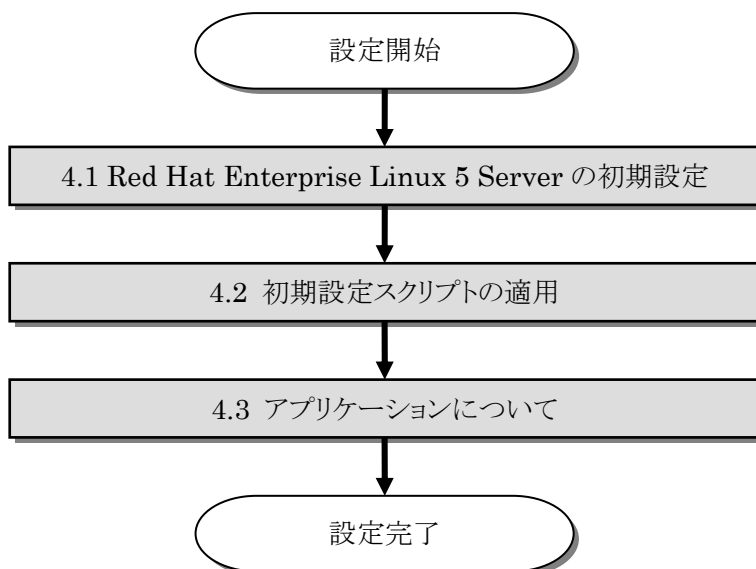 設定開始
4.1 Red Hat Enterprise Linux 5 Server の初期設定
4.2 初期設定スクリプトの適用
4.3 アプリケーションについて
設定完了